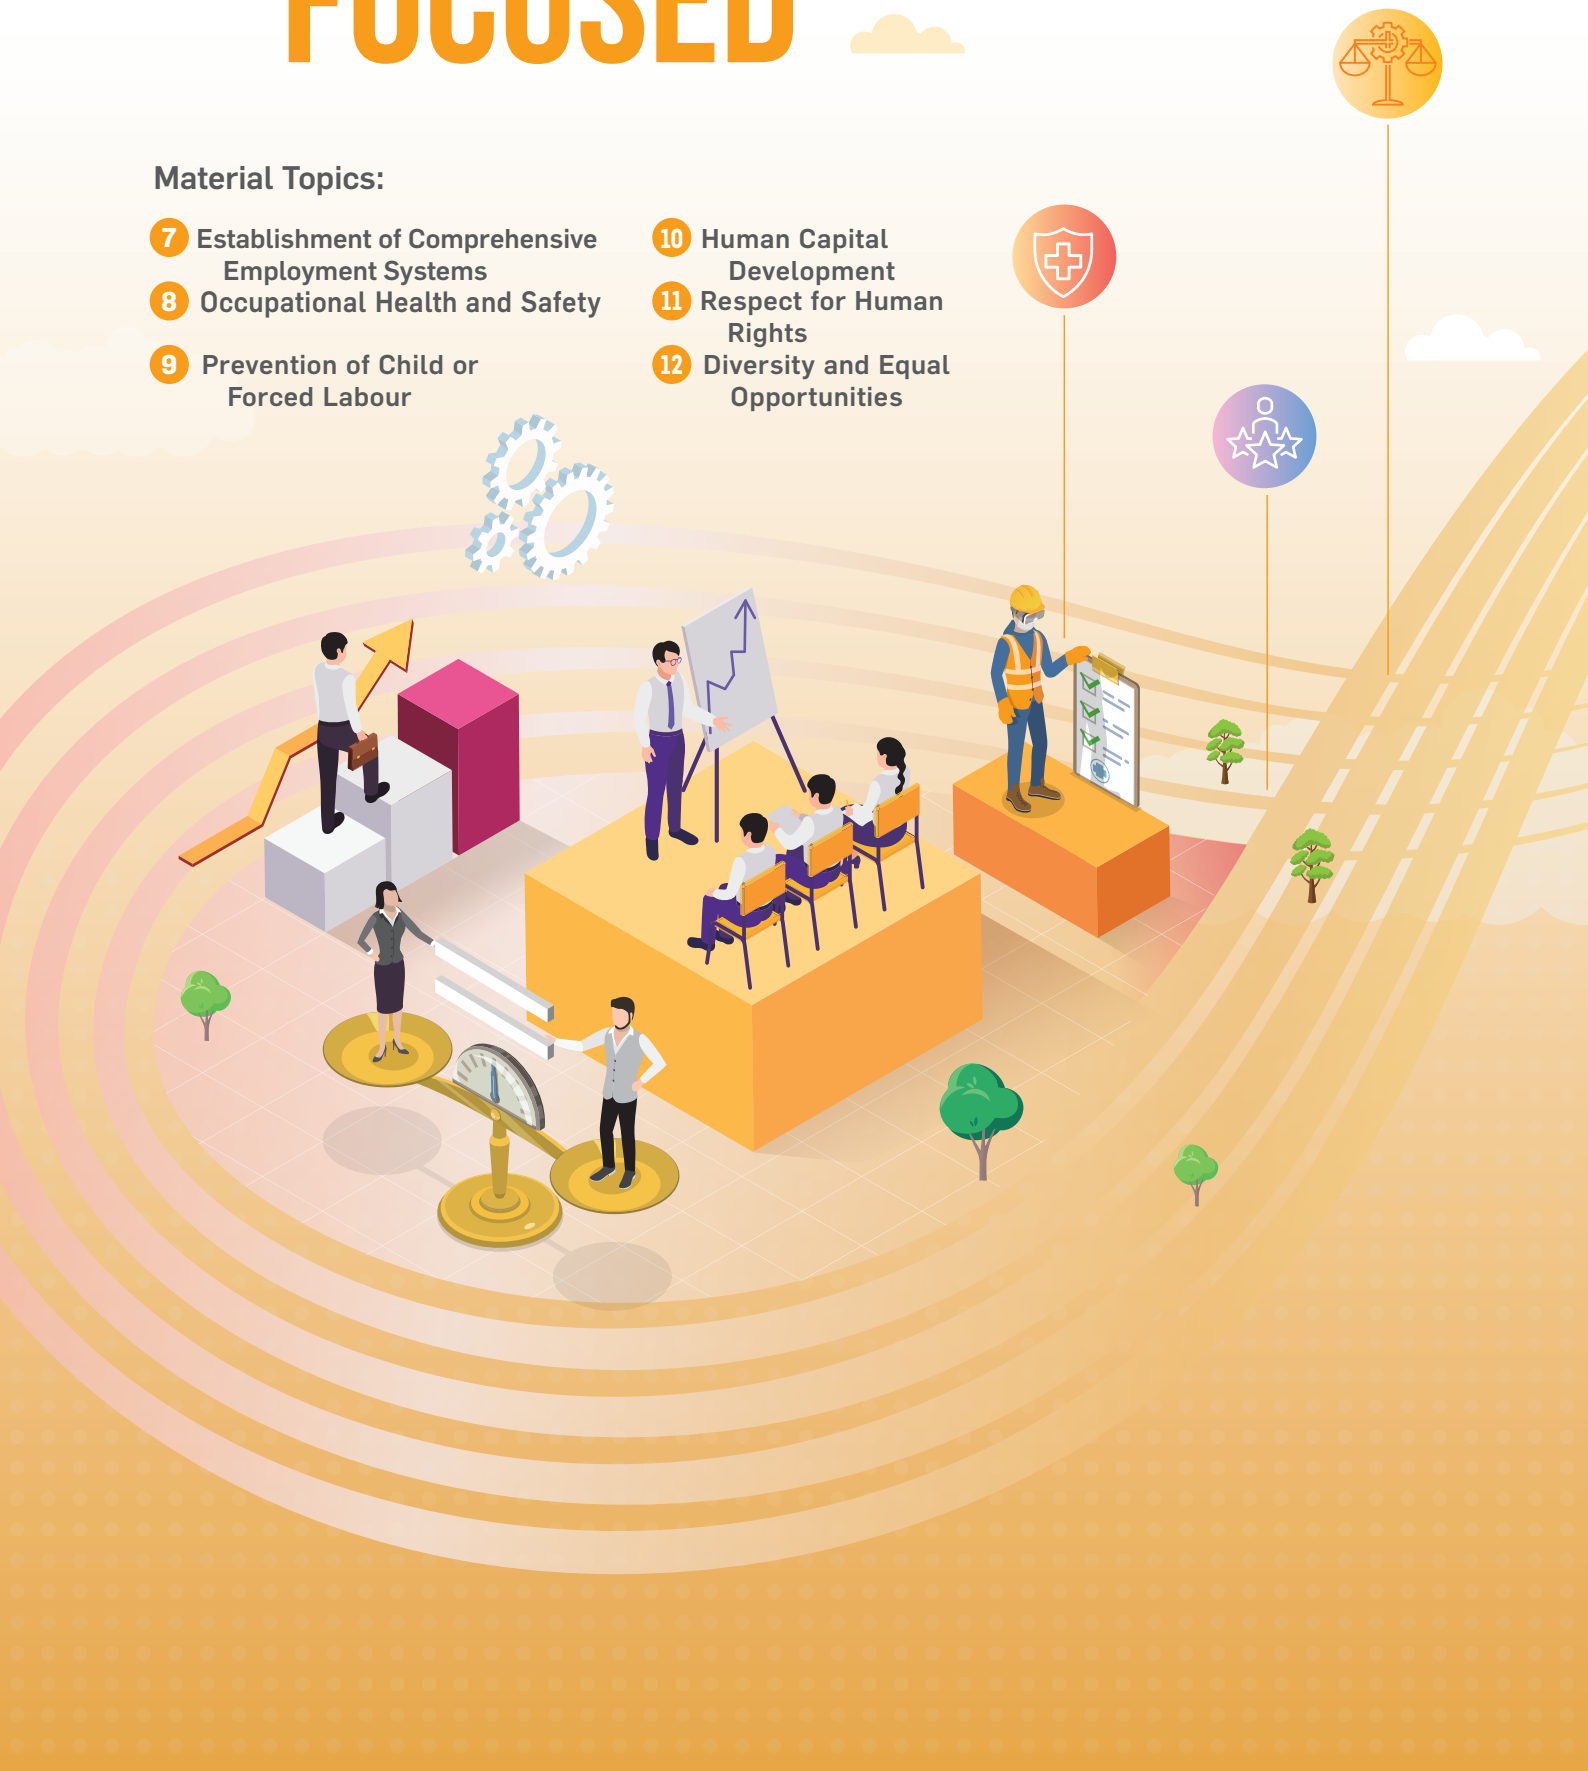 FOCUSED
Material Topics:
7 Establishment of Comprehensive
Employment Systems
8 Occupational Health and Safety
9 Prevention of Child or
Forced Labour
10 Human Capital
Development
11 Respect for Human
Rights
12 Diversity and Equal
Opportunities